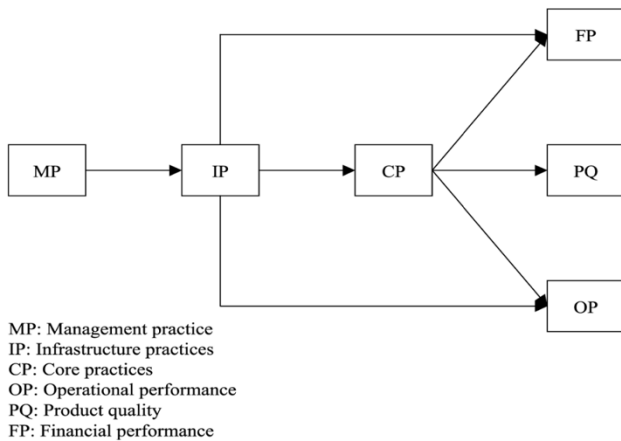 FP
MP
IP
CP
PQ
OP
MP: Management practice
IP: Infrastructure practices
CP: Core practices
OP: Operational performance
PQ: Product quality
FP: Financial performance